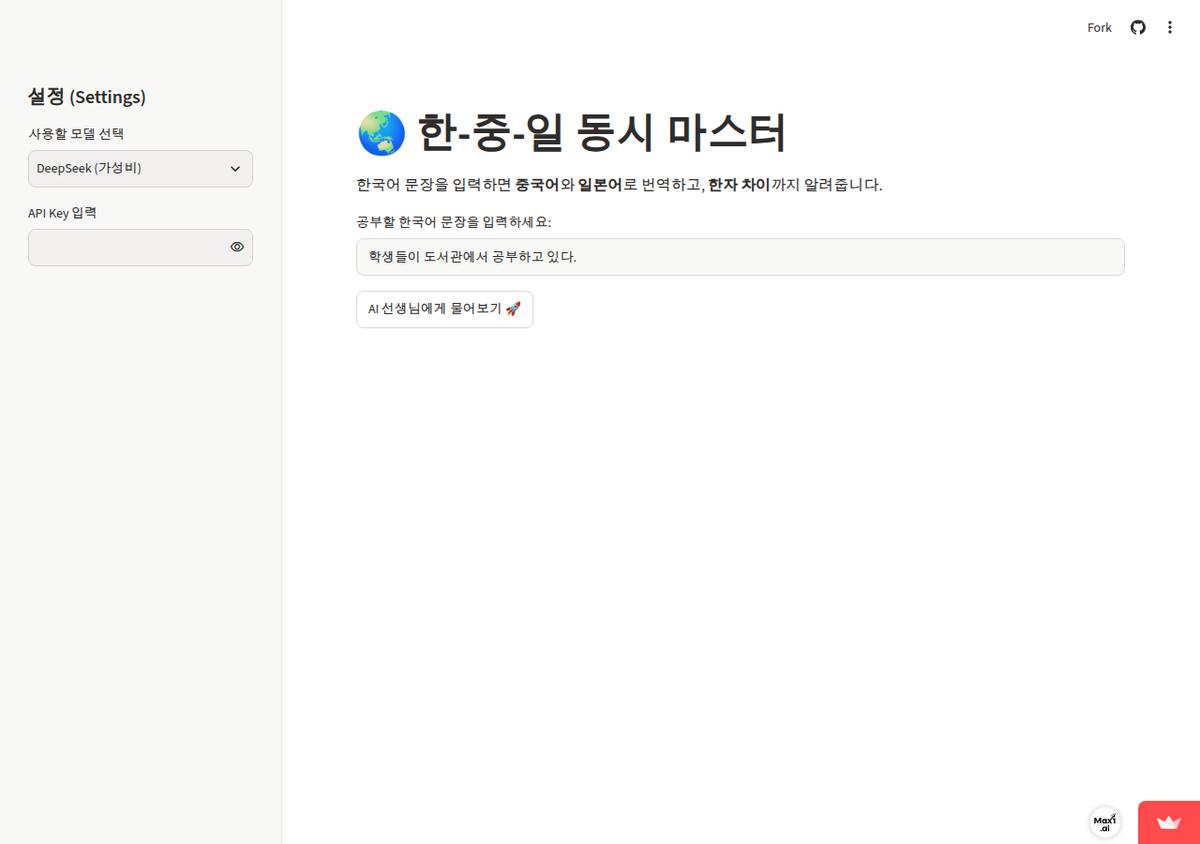 Fork
설정 (Settings)
사용할 모델 선택
DeepSeek (가성비)
API Key 입력
🌏 한-중-일 동시 마스터
한국어 문장을 입력하면 중국어와 일본어로 번역하고, 한자 차이까지 알려줍니다.
공부할 한국어 문장을 입력하세요:
학생들이 도서관에서 공부하고 있다.
AI 선생님에게 물어보기 🚀
Max1
.ai